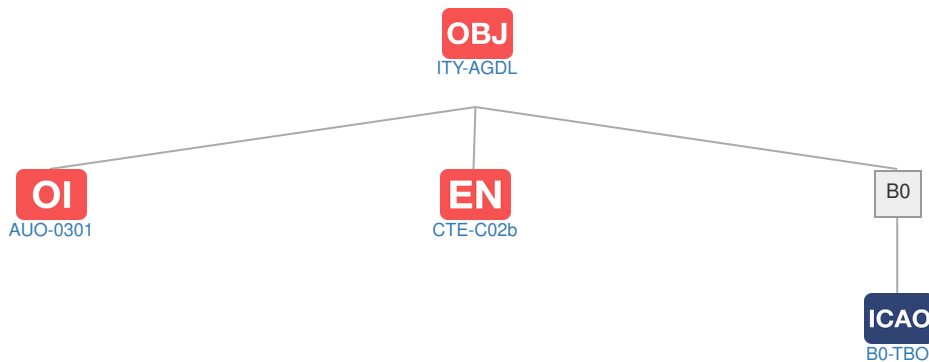 OBJ
ITY-AGDL
OI
AUO-0301
EN
CTE-C02b
B0
ICAO
B0-TBO